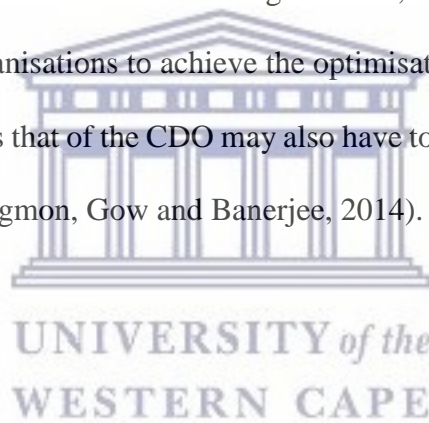 anisations to achieve the optimisat
s that of the CDO may also have to
gmon, Gow and Banerjee, 2014).
UNIVERSITY of the
WESTERN CAPE